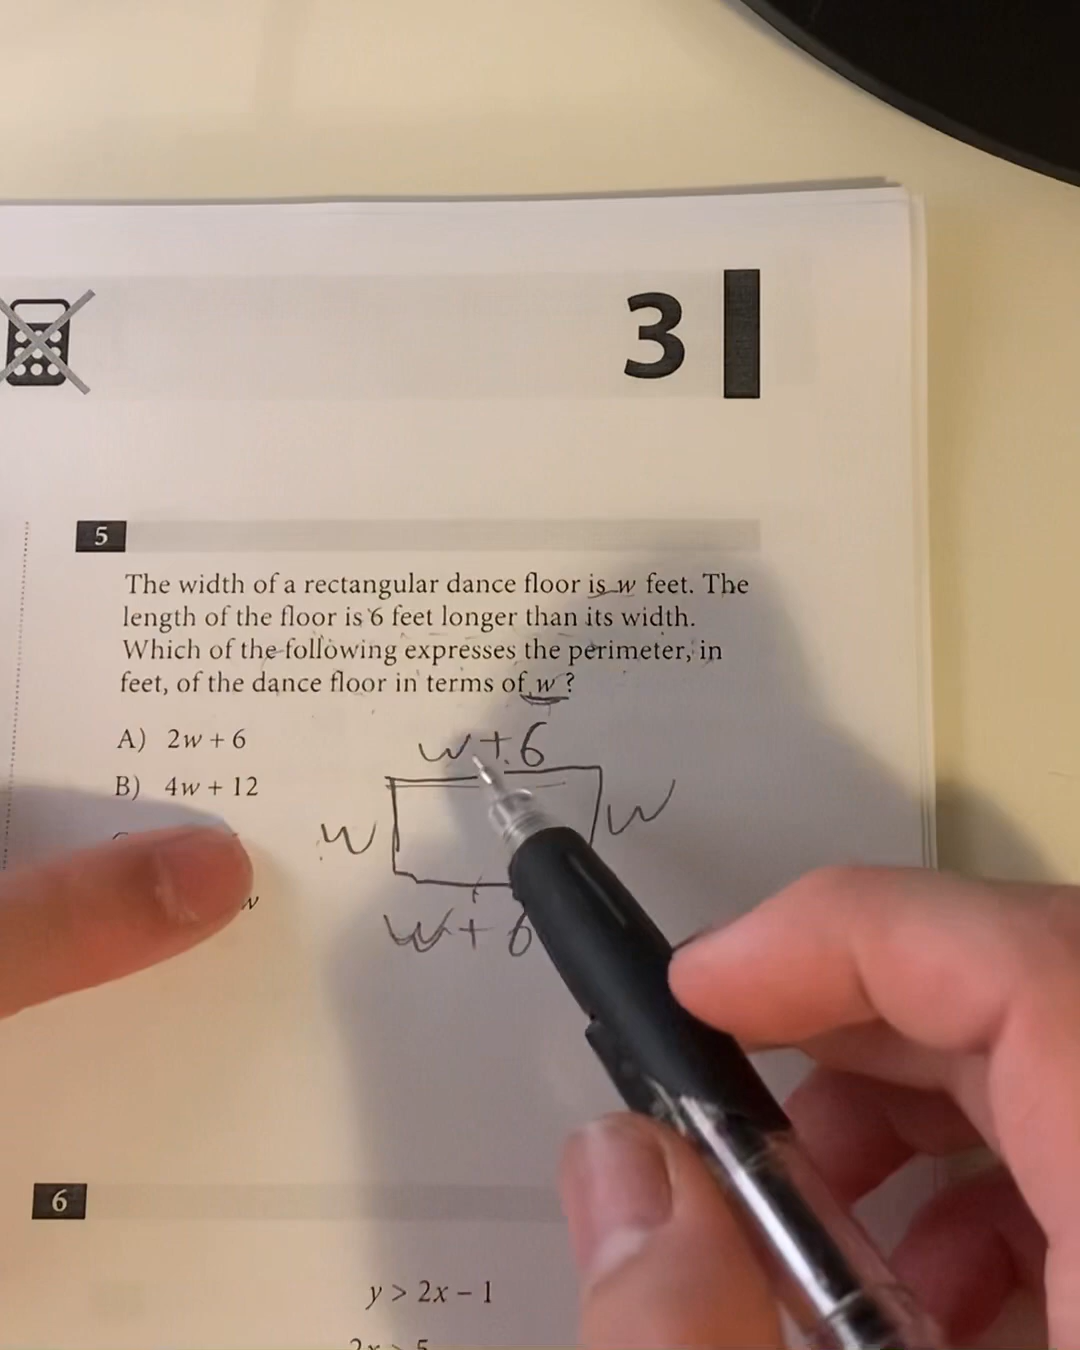 3
5
The width of a rectangular dance floor is w feet. The
length of the floor is 6 feet longer than its width.
Which of the following expresses the perimeter, in
feet, of the dance floor in terms of w ?
A) 2w + 6
B) 4w + 12
w+6
w
w
w+6
6
y > 2x − 1
2x > 5